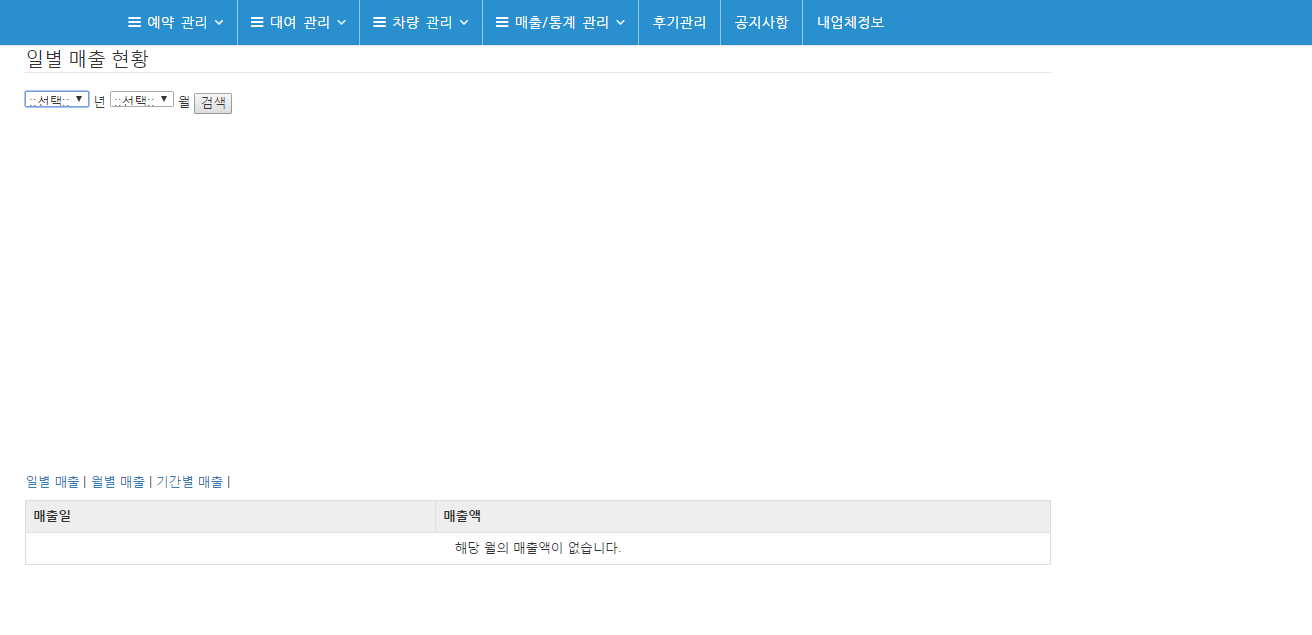 예약 관리 대여 관리 차량 관리 매출/통계 관리 후기관리 공지사항 내업체정보
일별 매출 현황
::선택:: 년 ::선택:: 월 검색
일별 매출 | 월별 매출 | 기간별 매출 |
매출일 매출액
해당 월의 매출액이 없습니다.